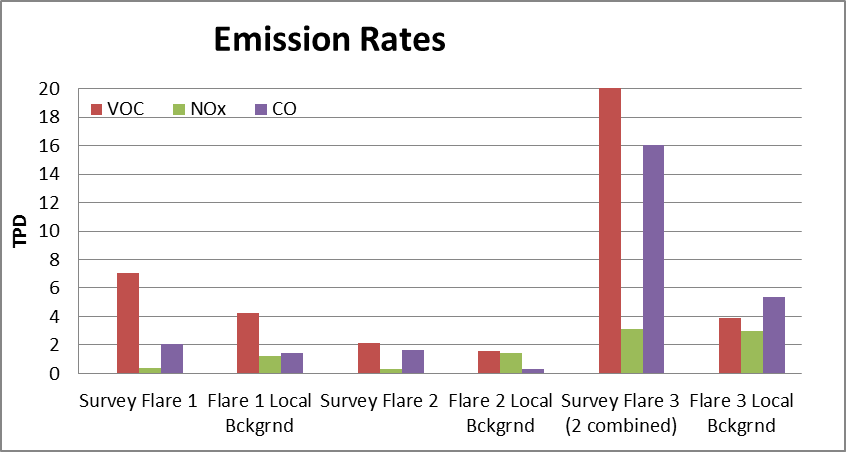 Emission Rates
20
18
16
14
12
10
8
6
4
2
0
TPD
VOC NOx CO
Survey Flare 1
Flare 1 Local
Bckgrnd
Survey Flare 2
Flare 2 Local
Bckgrnd
Survey Flare 3
(2 combined)
Flare 3 Local
Bckgrnd